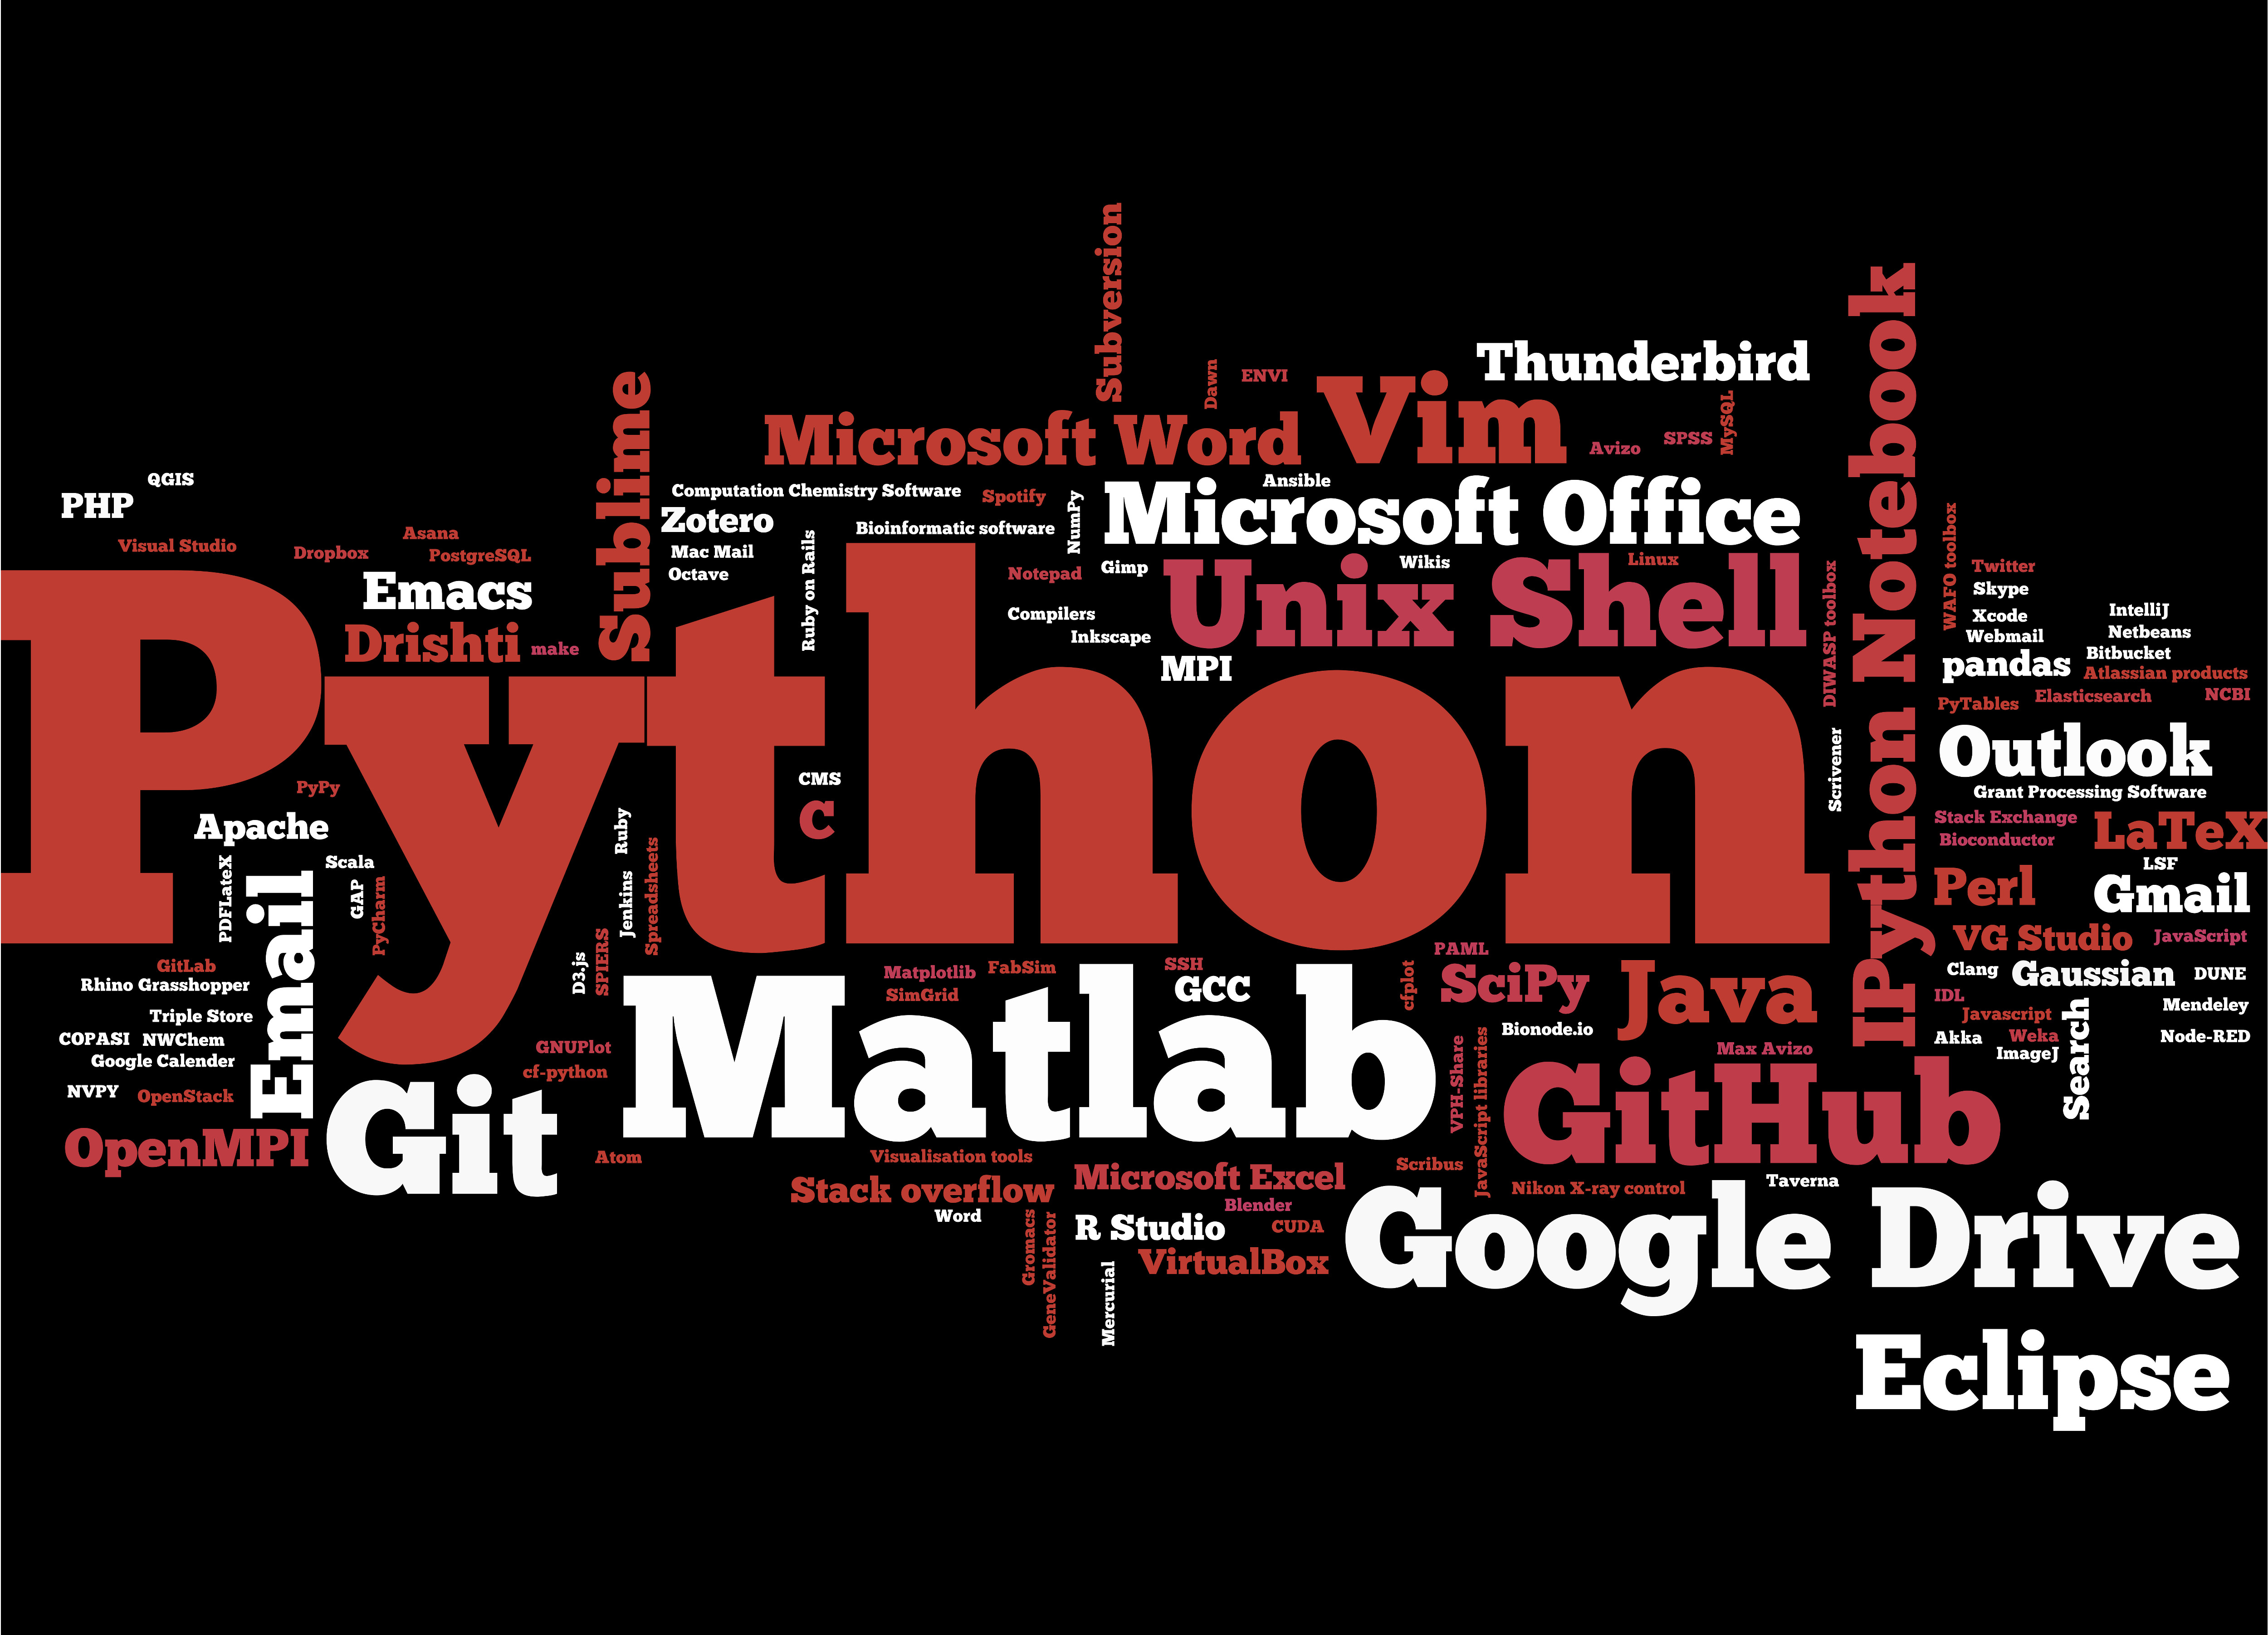 Subversion
IPython Notebook
Thunderbird
Dawn
ENVI
Vim
Sublime
MySQL
Microsoft Word
SPSS
Avizo
QGIS
Ansible
PHP
Computation Chemistry Software
Spotify
NumPy
Microsoft Office
Zotero
Bioinformatic software
WAFO toolbox
Asana
Visual Studio
Dropbox
PostgreSQL
Mac Mail
Ruby on Rails
Octave
Notepad
Gimp
Wikis
Linux
Unix Shell
DIWASP toolbox
Twitter
Skype
Emacs
Compilers
Xcode
IntelliJ
Inkscape
Webmail
Netbeans
Drishti
make
MPI
pandas
Bitbucket
Atlassian products
PyTables
Elasticsearch
NCBI
Python
Scrivener
Outlook
PyPy
CMS
Grant Processing Software
C
Apache
Ruby
Stack Exchange
LaTeX
Bioconductor
PDFLateX
Scala
Spreadsheets
LSF
Email
GAP
PyCharm
Jenkins
Perl
Gmail
VG Studio
JavaScript
GitLab
D3.js
SPIERS
Matplotlib
FabSim
SSH
PAML
Rhino Grasshopper
SimGrid
GCC
cfplot
SciPy
Java
Clang
Gaussian
DUNE
IDL
Mendeley
Triple Store
Matlab
Bionode.io
Javascript
Search
COPASI
NWChem
Akka
Weka
Node-RED
Google Calender
GNUPlot
VPH-Share
JavaScript libraries
Max Avizo
ImageJ
cf-python
NVPY
OpenStack
Git
GitHub
OpenMPI
Atom
Visualisation tools
Scribus
Microsoft Excel
Stack overflow
Nikon X-ray control
Taverna
Blender
Word
Gromacs
GeneValidator
R Studio
CUDA
Google Drive
VirtualBox
Mercurial
Eclipse